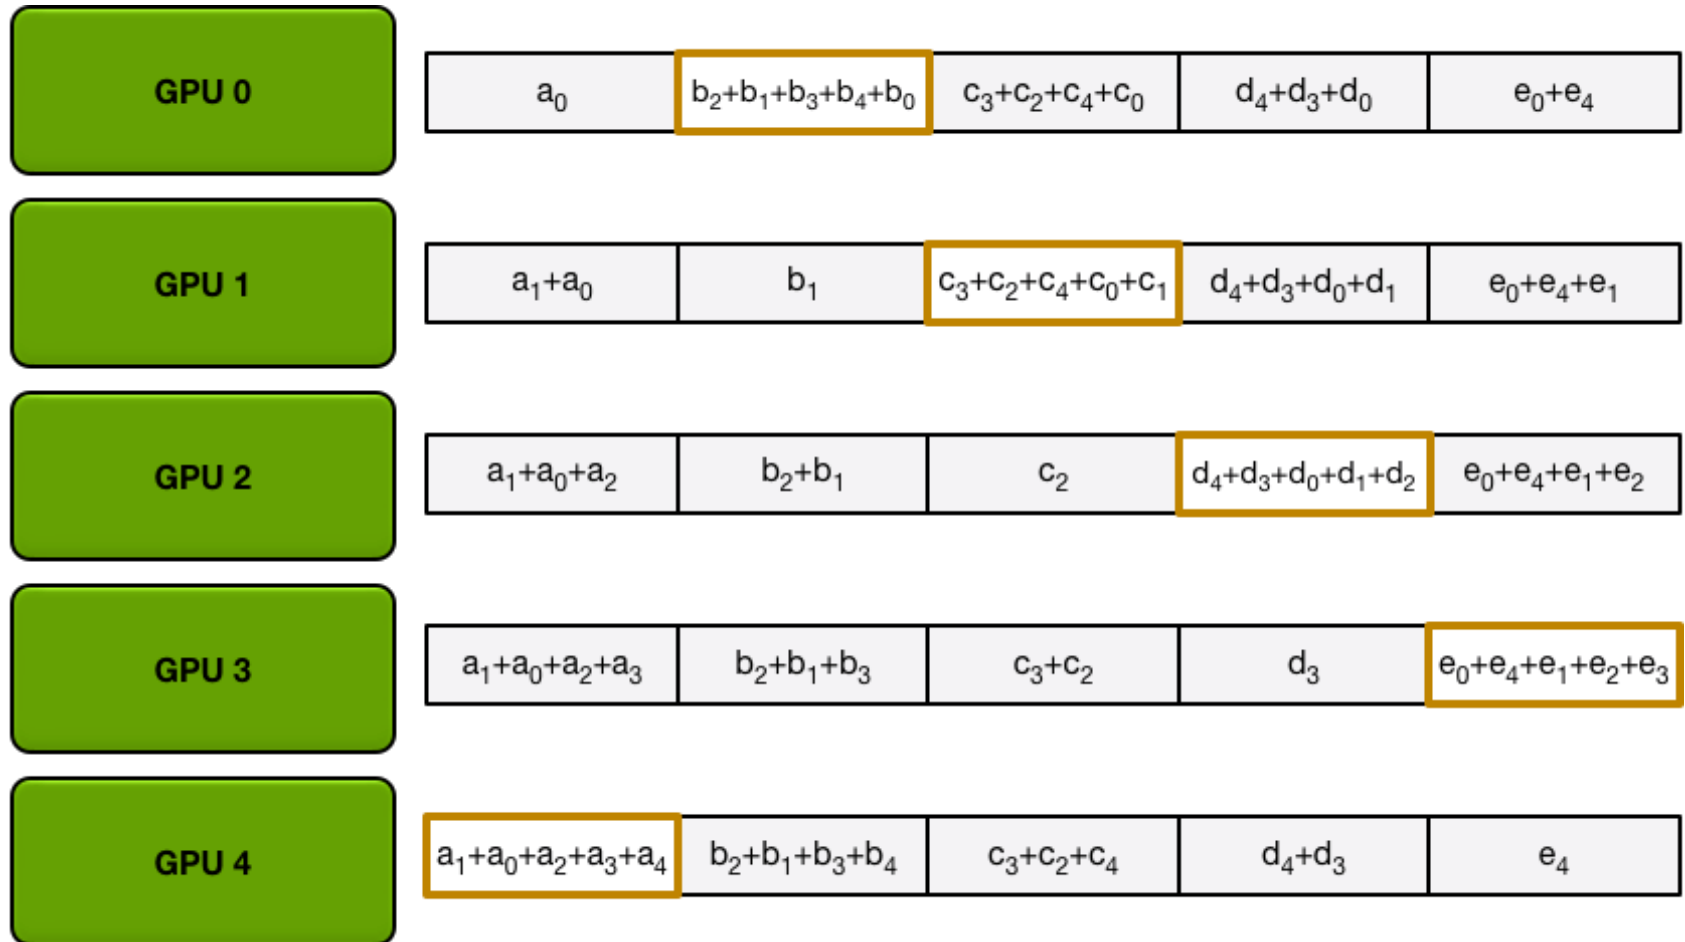 GPU 0
a₀ b₂+b₁+b₃+b₄+b₀ c₃+c₂+c₄+c₀ d₄+d₃+d₀ e₀+e₄
GPU 1
a₁+a₀ b₁ c₃+c₂+c₄+c₀+c₁ d₄+d₃+d₀+d₁ e₀+e₄+e₁
GPU 2
a₁+a₀+a₂ b₂+b₁ c₂ d₄+d₃+d₀+d₁+d₂ e₀+e₄+e₁+e₂
GPU 3
a₁+a₀+a₂+a₃ b₂+b₁+b₃ c₃+c₂ d₃ e₀+e₄+e₁+e₂+e₃
GPU 4
a₁+a₀+a₂+a₃+a₄ b₂+b₁+b₃+b₄ c₃+c₂+c₄ d₄+d₃ e₄